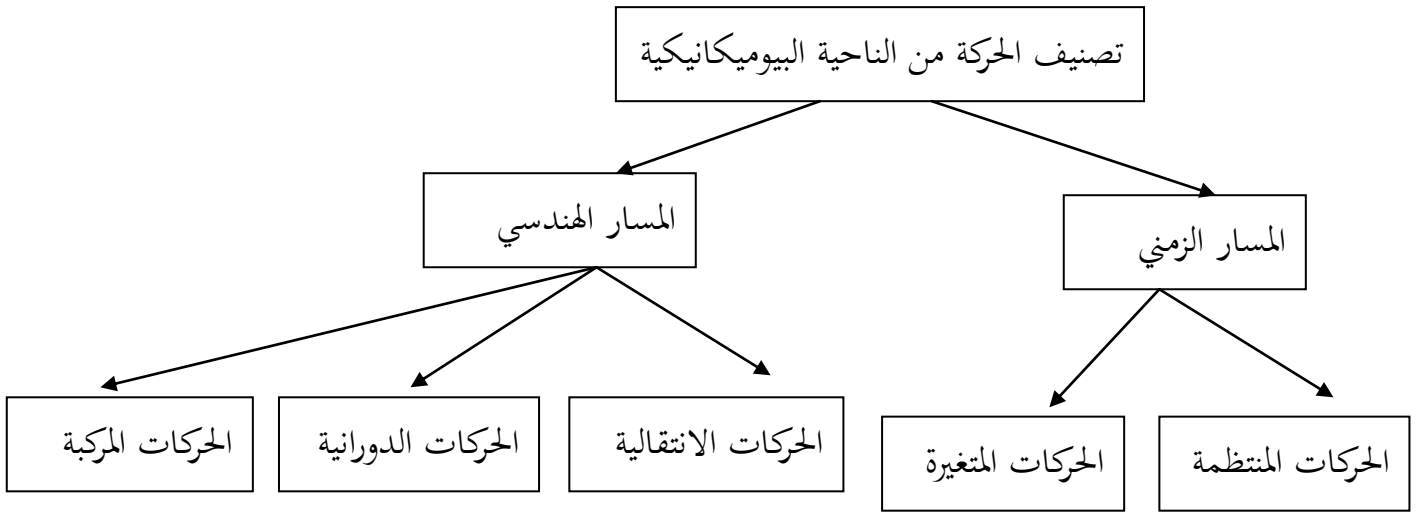 تصنيف الحركة من الناحية البيوميكانيكية
المسار الزمني
المسار الهندسي
الحركات المنتظمة
الحركات المتغيرة
الحركات الانتقالية
الحركات الدورانية
الحركات المركبة